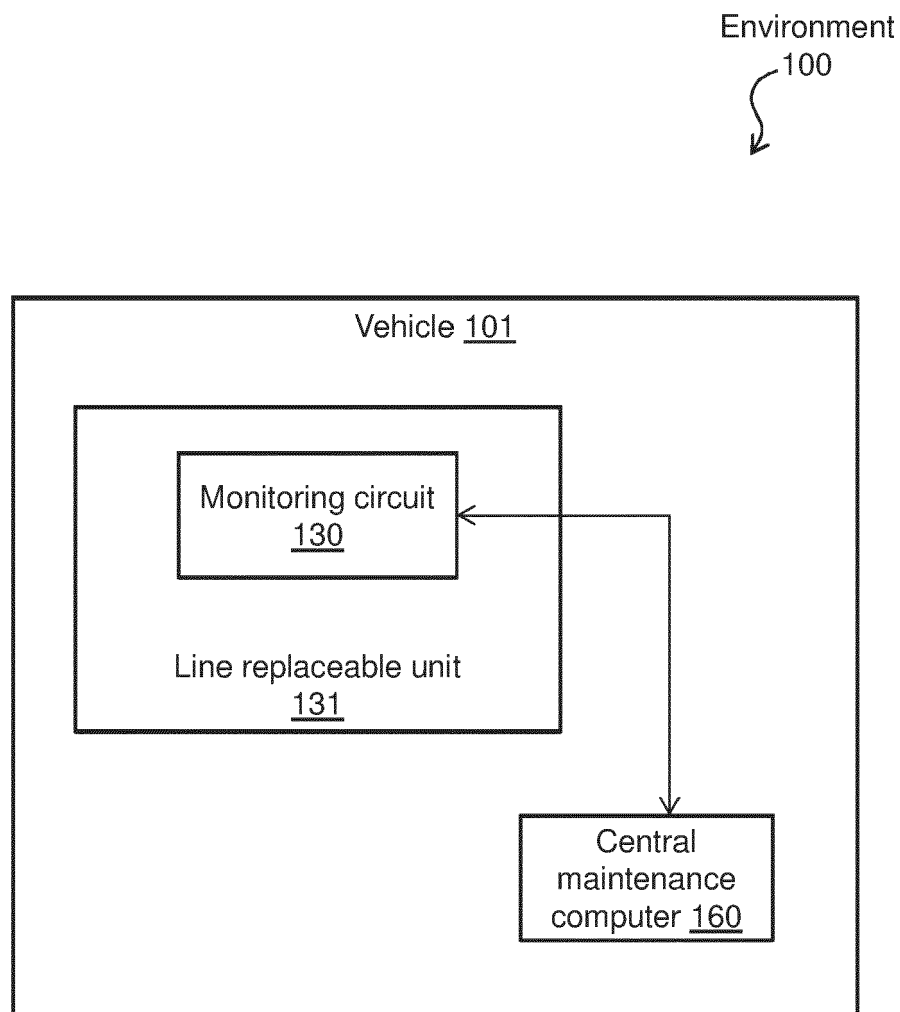 Environment
100
Vehicle 101
Monitoring circuit
130
Line replaceable unit
131
Central
maintenance
computer 160